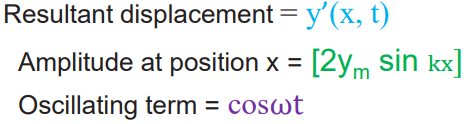 Resultant displacement = y′(x, t)
Amplitude at position x = [2yₘ sin kx]
Oscillating term = cosωt